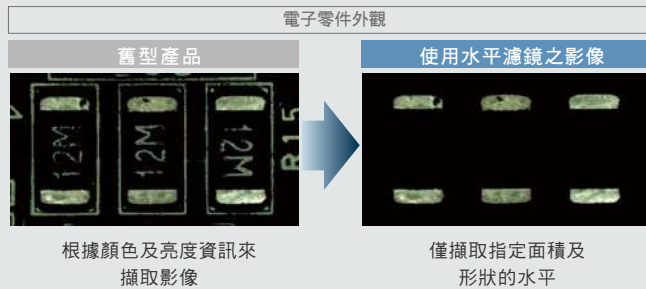 電子零件外觀
舊型產品
使用水平濾鏡之影像
12M
12M
12M
R15
根據顏色及亮度資訊來
擷取影像
僅擷取指定面積及
形狀的水平